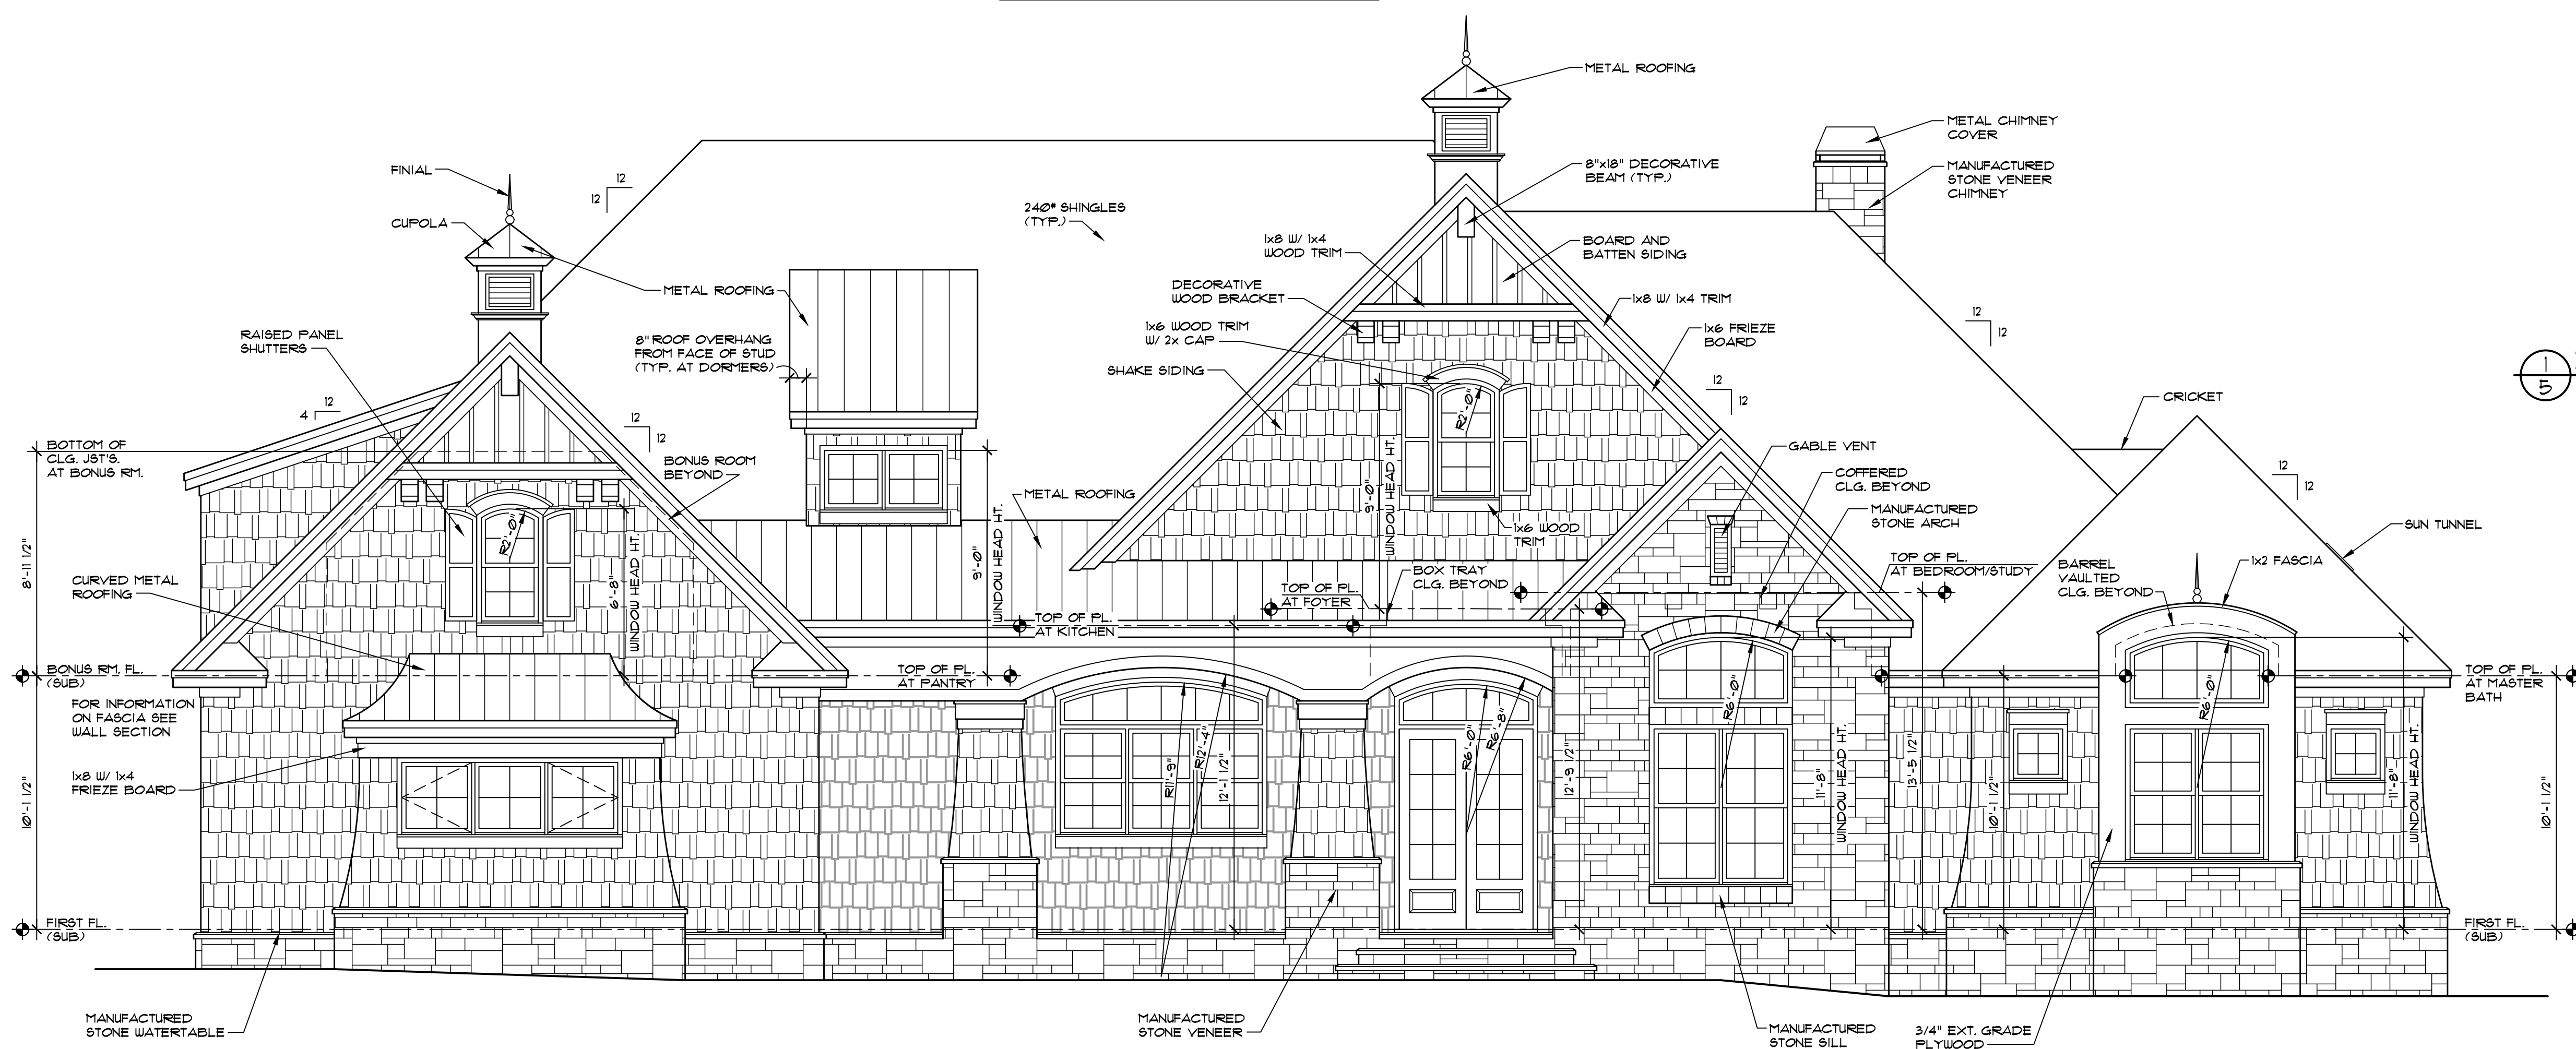 METAL ROOFING
METAL CHIMNEY
COVER
8"x18" DECORATIVE
BEAM (TYP.)
MANUFACTURED
STONE VENEER
CHIMNEY
FINIAL
12
12
CUPOLA
240# SHINGLES
(TYP.)
1x8 W/ 1x4
WOOD TRIM
BOARD AND
BATTEN SIDING
METAL ROOFING
DECORATIVE
WOOD BRACKET
1x8 W/ 1x4 TRIM
12
12
RAISED PANEL
SHUTTERS
8" ROOF OVERHANG
FROM FACE OF STUD
(TYP. AT DORMERS)
1x6 WOOD TRIM
W/ 2x CAP
1x6 FRIEZE
BOARD
SHAKE SIDING
1
5
12
4
12
12
R2'-0"
12
12
CRICKET
BOTTOM OF
CLG. JST'S.
AT BONUS RM.
BONUS ROOM
BEYOND
METAL ROOFING
9'-0"
WINDOW HEAD HT.
GABLE VENT
COFFERED
CLG. BEYOND
12
12
MANUFACTURED
STONE ARCH
SUN TUNNEL
1x6 WOOD
TRIM
R2'-0"
6'-8"
WINDOW HEAD HT.
9'-0"
WINDOW HEAD HT.
8'-11 1/2"
CURVED METAL
ROOFING
BOX TRAY
CLG. BEYOND
TOP OF PL.
AT FOYER
TOP OF PL.
AT BEDROOM/STUDY
BARREL
VAULTED
CLG. BEYOND
1x2 FASCIA
TOP OF PL.
AT KITCHEN
BONUS RM. FL.
(SUB)
TOP OF PL.
AT PANTRY
TOP OF PL.
AT MASTER
BATH
FOR INFORMATION
ON FASCIA SEE
WALL SECTION
1x8 W/ 1x4
FRIEZE BOARD
10'-1 1/2"
R11'-9"
R12'-4"
12'-1 1/2"
R6'-0"
R6'-8"
12'-9 1/2"
R6'-0"
11'-8"
WINDOW HEAD HT.
13'-5 1/2"
10'-1 1/2"
R6'-0"
11'-8"
WINDOW HEAD HT.
10'-1 1/2"
FIRST FL.
(SUB)
FIRST FL.
(SUB)
MANUFACTURED
STONE WATERTABLE
MANUFACTURED
STONE VENEER
MANUFACTURED
STONE SILL
3/4" EXT. GRADE
PLYWOOD